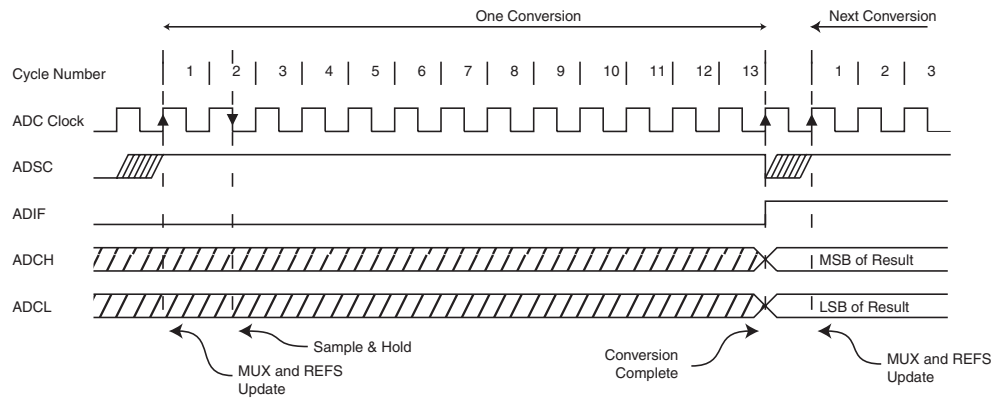 One Conversion
Next Conversion
Cycle Number
1 2 3 4 5 6 7 8 9 10 11 12 13 1 2 3
ADC Clock
ADSC
ADIF
ADCH
MSB of Result
ADCL
LSB of Result
Sample & Hold
MUX and REFS
Update
Conversion
Complete
MUX and REFS
Update